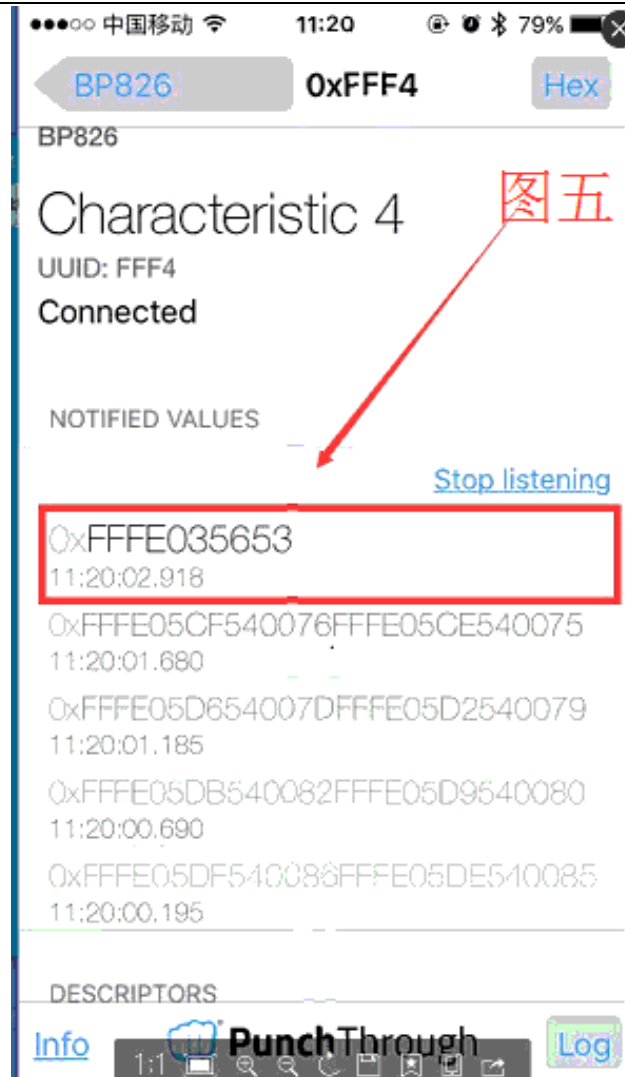 中国移动 11:20 79%
BP826 0xFFF4 Hex
BP826
图五
Characteristic 4
UUID: FFF4
Connected
NOTIFIED VALUES
Stop listening
0xFFFE035653
11:20:02.918
0xFFFE05CF540076FFFE05CE540075
11:20:01.680
0xFFFE05D654007DFFFE05D2540079
11:20:01.185
0xFFFE05DB540082FFFE05D9540080
11:20:00.690
0xFFFE05DF540086FFFE05DE540085
11:20:00.195
DESCRIPTORS
Info PunchThrough Log
1:1